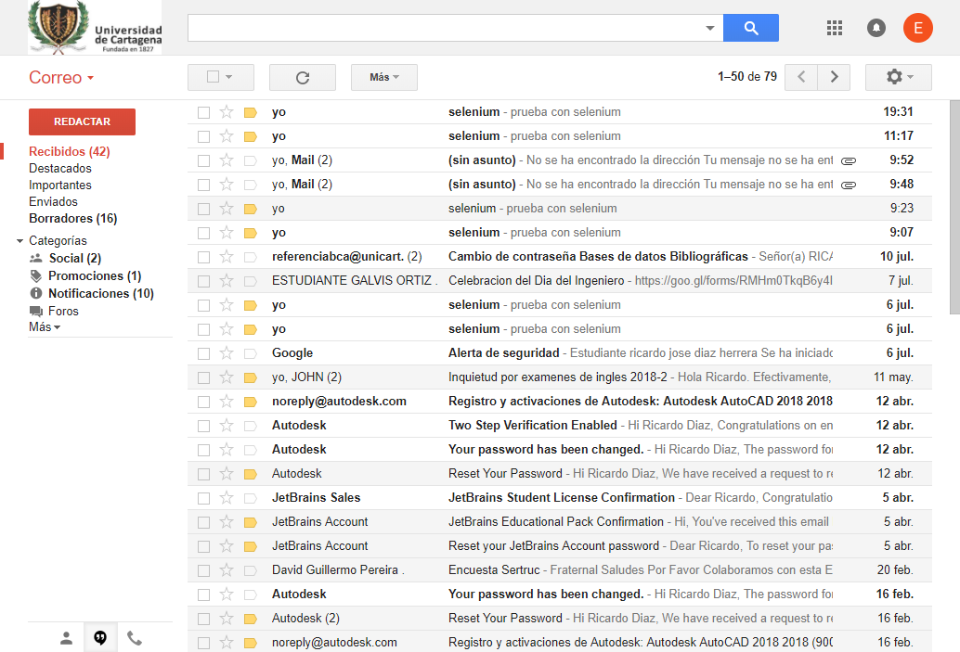 Universidad
de Cartagena
Fundada en 1827
E
Correo
Más
1–50 de 79
REDACTAR
Recibidos (42)
Destacados
Importantes
Enviados
Borradores (16)
Categorías
Social (2)
Promociones (1)
Notificaciones (10)
Foros
Más
yo selenium - prueba con selenium 19:31
yo selenium - prueba con selenium 11:17
yo, Mail (2) (sin asunto) - No se ha encontrado la dirección Tu mensaje no se ha ent 9:52
yo, Mail (2) (sin asunto) - No se ha encontrado la dirección Tu mensaje no se ha ent 9:48
yo selenium - prueba con selenium 9:23
yo selenium - prueba con selenium 9:07
referenciabca@unicart. (2) Cambio de contraseña Bases de datos Bibliográficas - Señor(a) RICA 10 jul.
ESTUDIANTE GALVIS ORTIZ . Celebracion del Dia del Ingeniero - https://goo.gl/forms/RMHm0TkqB6y4I 7 jul.
yo selenium - prueba con selenium 6 jul.
yo selenium - prueba con selenium 6 jul.
Google Alerta de seguridad - Estudiante ricardo jose diaz herrera Se ha iniciado 6 jul.
yo, JOHN (2) Inquietud por examenes de ingles 2018-2 - Hola Ricardo. Efectivamente, 11 may.
noreply@autodesk.com Registro y activaciones de Autodesk: Autodesk AutoCAD 2018 2018 12 abr.
Autodesk Two Step Verification Enabled - Hi Ricardo Diaz, Congratulations on en 12 abr.
Autodesk Your password has been changed. - Hi Ricardo Diaz, The password for 12 abr.
Autodesk Reset Your Password - Hi Ricardo Diaz, We have received a request to re 12 abr.
JetBrains Sales JetBrains Student License Confirmation - Dear Ricardo, Congratulatio 5 abr.
JetBrains Account JetBrains Educational Pack Confirmation - Hi, You've received this email 5 abr.
JetBrains Account Reset your JetBrains Account password - Dear Ricardo, To reset your pas 5 abr.
David Guillermo Pereira . Encuesta Sertruc - Fraternal Saludes Por Favor Colaboramos con esta E 20 feb.
Autodesk Your password has been changed. - Hi Ricardo Diaz, The password for 16 feb.
Autodesk (2) Reset Your Password - Hi Ricardo Diaz, We have received a request to re 16 feb.
noreply@autodesk.com Registro y activaciones de Autodesk: Autodesk AutoCAD 2018 2018 (900 16 feb.